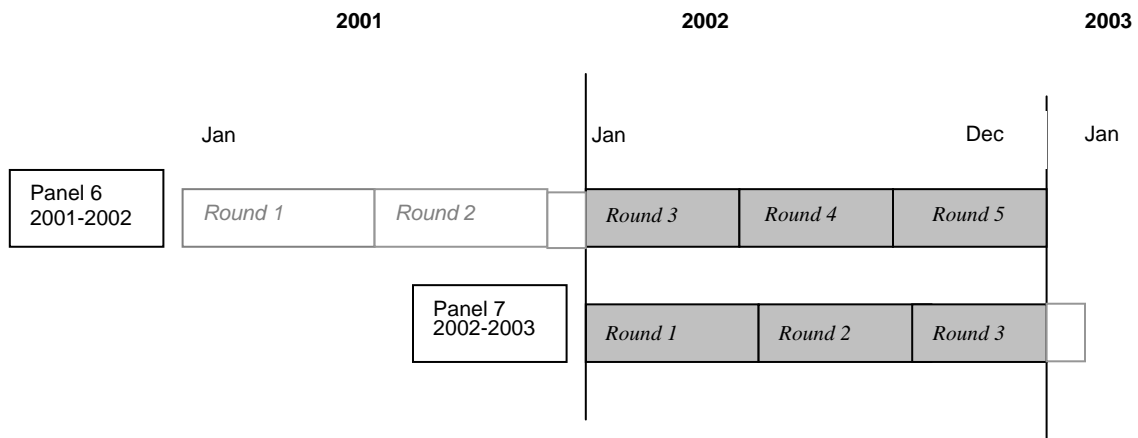 2001 2002 2003
Jan Jan Dec Jan
Panel 6
2001-2002
Round 1 Round 2 Round 3 Round 4 Round 5
Panel 7
2002-2003
Round 1 Round 2 Round 3